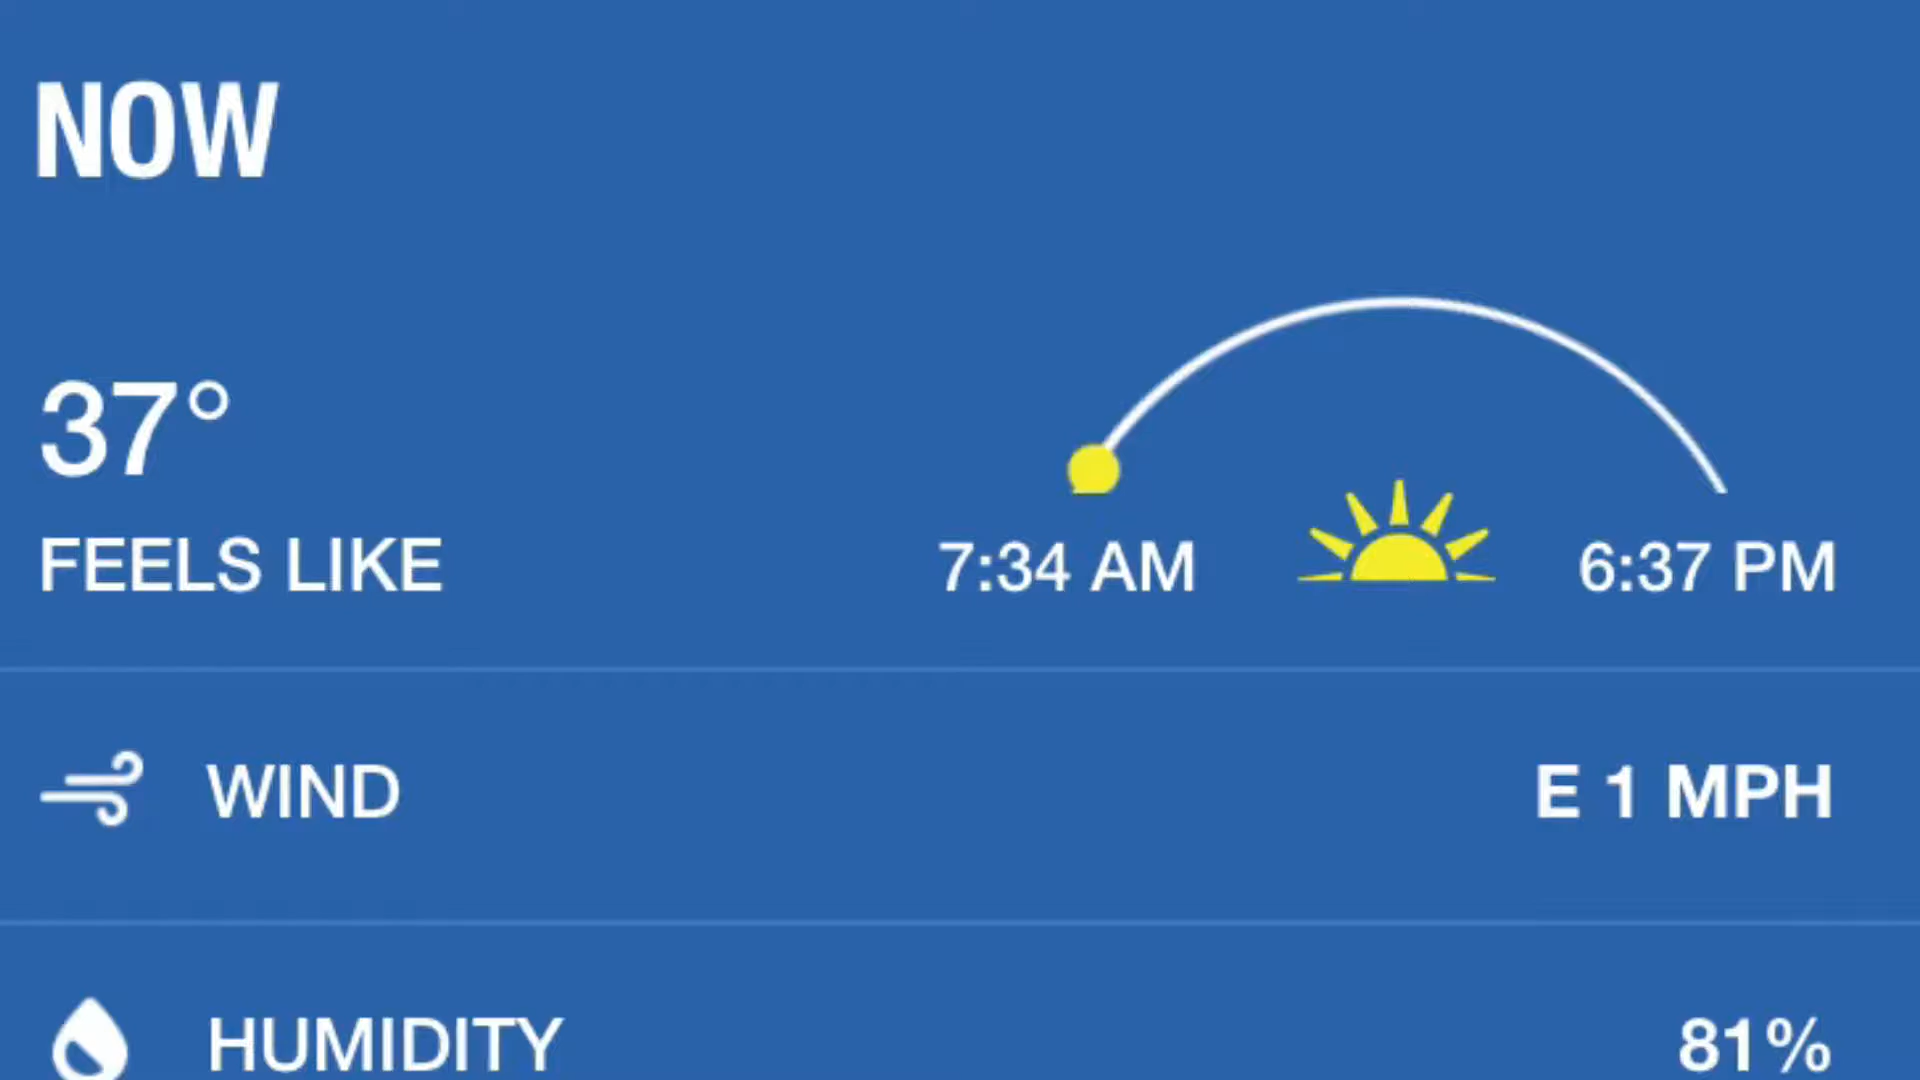 NOW
37°
FEELS LIKE
7:34 AM 6:37 PM
WIND E 1 MPH
HUMIDITY 81%